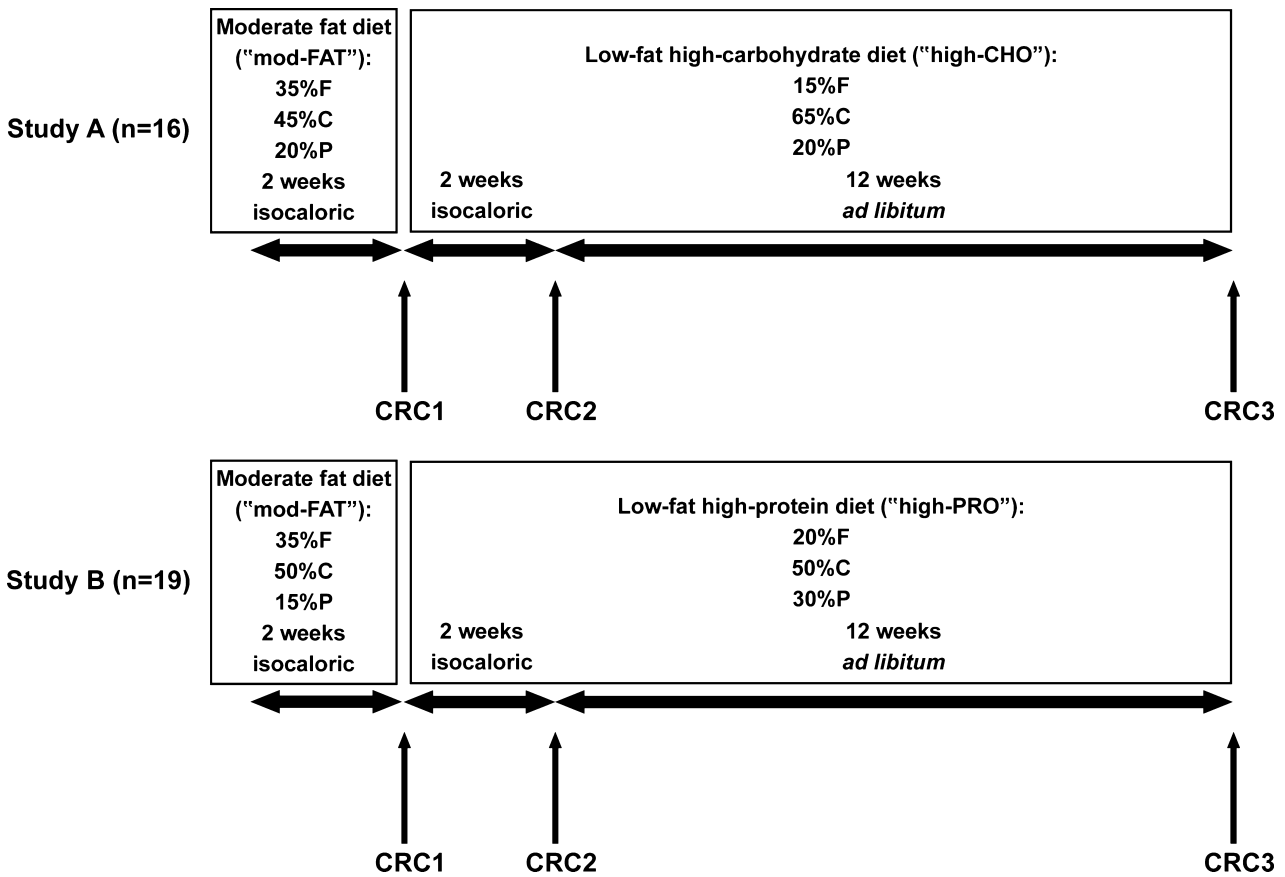 Moderate fat diet
("mod-FAT"):
35%F
45%C
20%P
2 weeks
isocaloric
Low-fat high-carbohydrate diet ("high-CHO"):
15%F
65%C
20%P
2 weeks
isocaloric
12 weeks
ad libitum
Study A (n=16)
CRC1
CRC2
CRC3
Moderate fat diet
("mod-FAT"):
35%F
50%C
15%P
2 weeks
isocaloric
Low-fat high-protein diet ("high-PRO"):
20%F
50%C
30%P
2 weeks
isocaloric
12 weeks
ad libitum
Study B (n=19)
CRC1
CRC2
CRC3